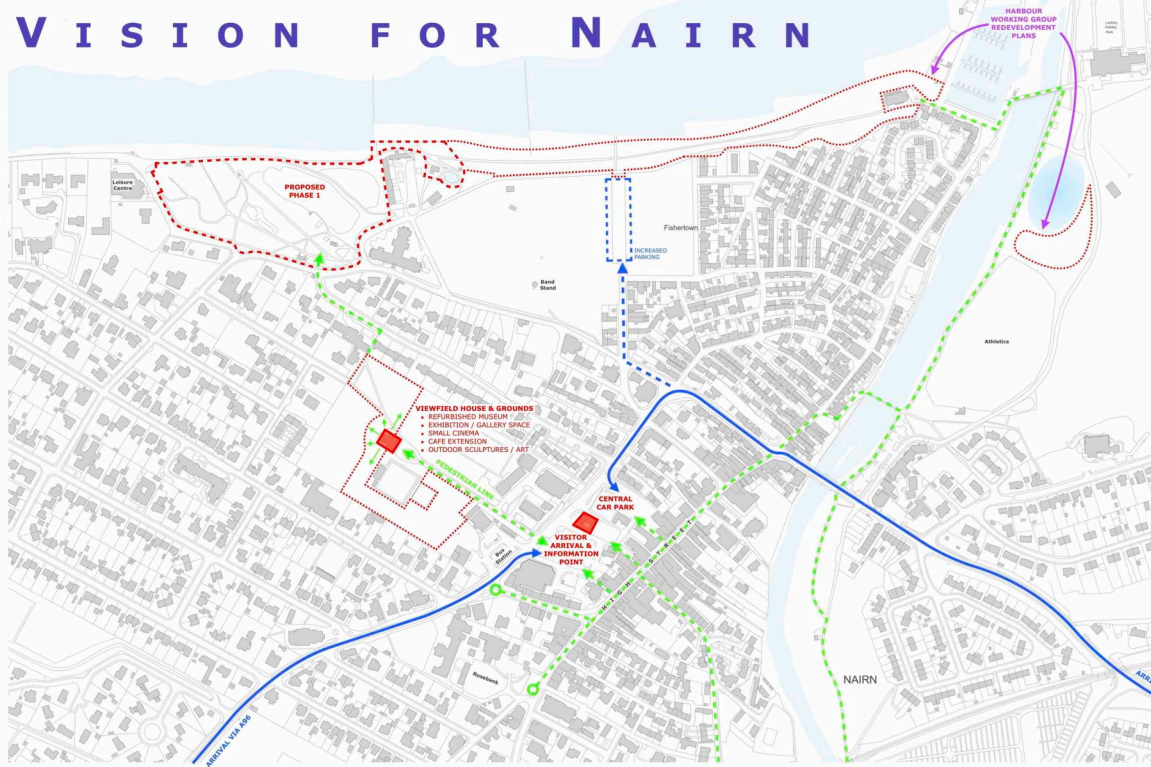 VISION FOR NAIRN
HARBOUR
WORKING GROUP
REDEVELOPMENT
PLANS
Leisure
Centre
PROPOSED
PHASE 1
Fishertown
INCREASED
PARKING
Band
Stand
Athletics
VIEWFIELD HOUSE & GROUNDS
• REFURBISHED MUSEUM
• EXHIBITION / GALLERY SPACE
• SMALL CINEMA
• CAFE EXTENSION
• OUTDOOR SCULPTURES / ART
PEDESTRIAN LINK
CENTRAL
CAR PARK
VISITOR
ARRIVAL &
INFORMATION
POINT
Bus
Station
HIGH STREET
Rosebank
NAIRN
ARRIVAL VIA A96
ARRI